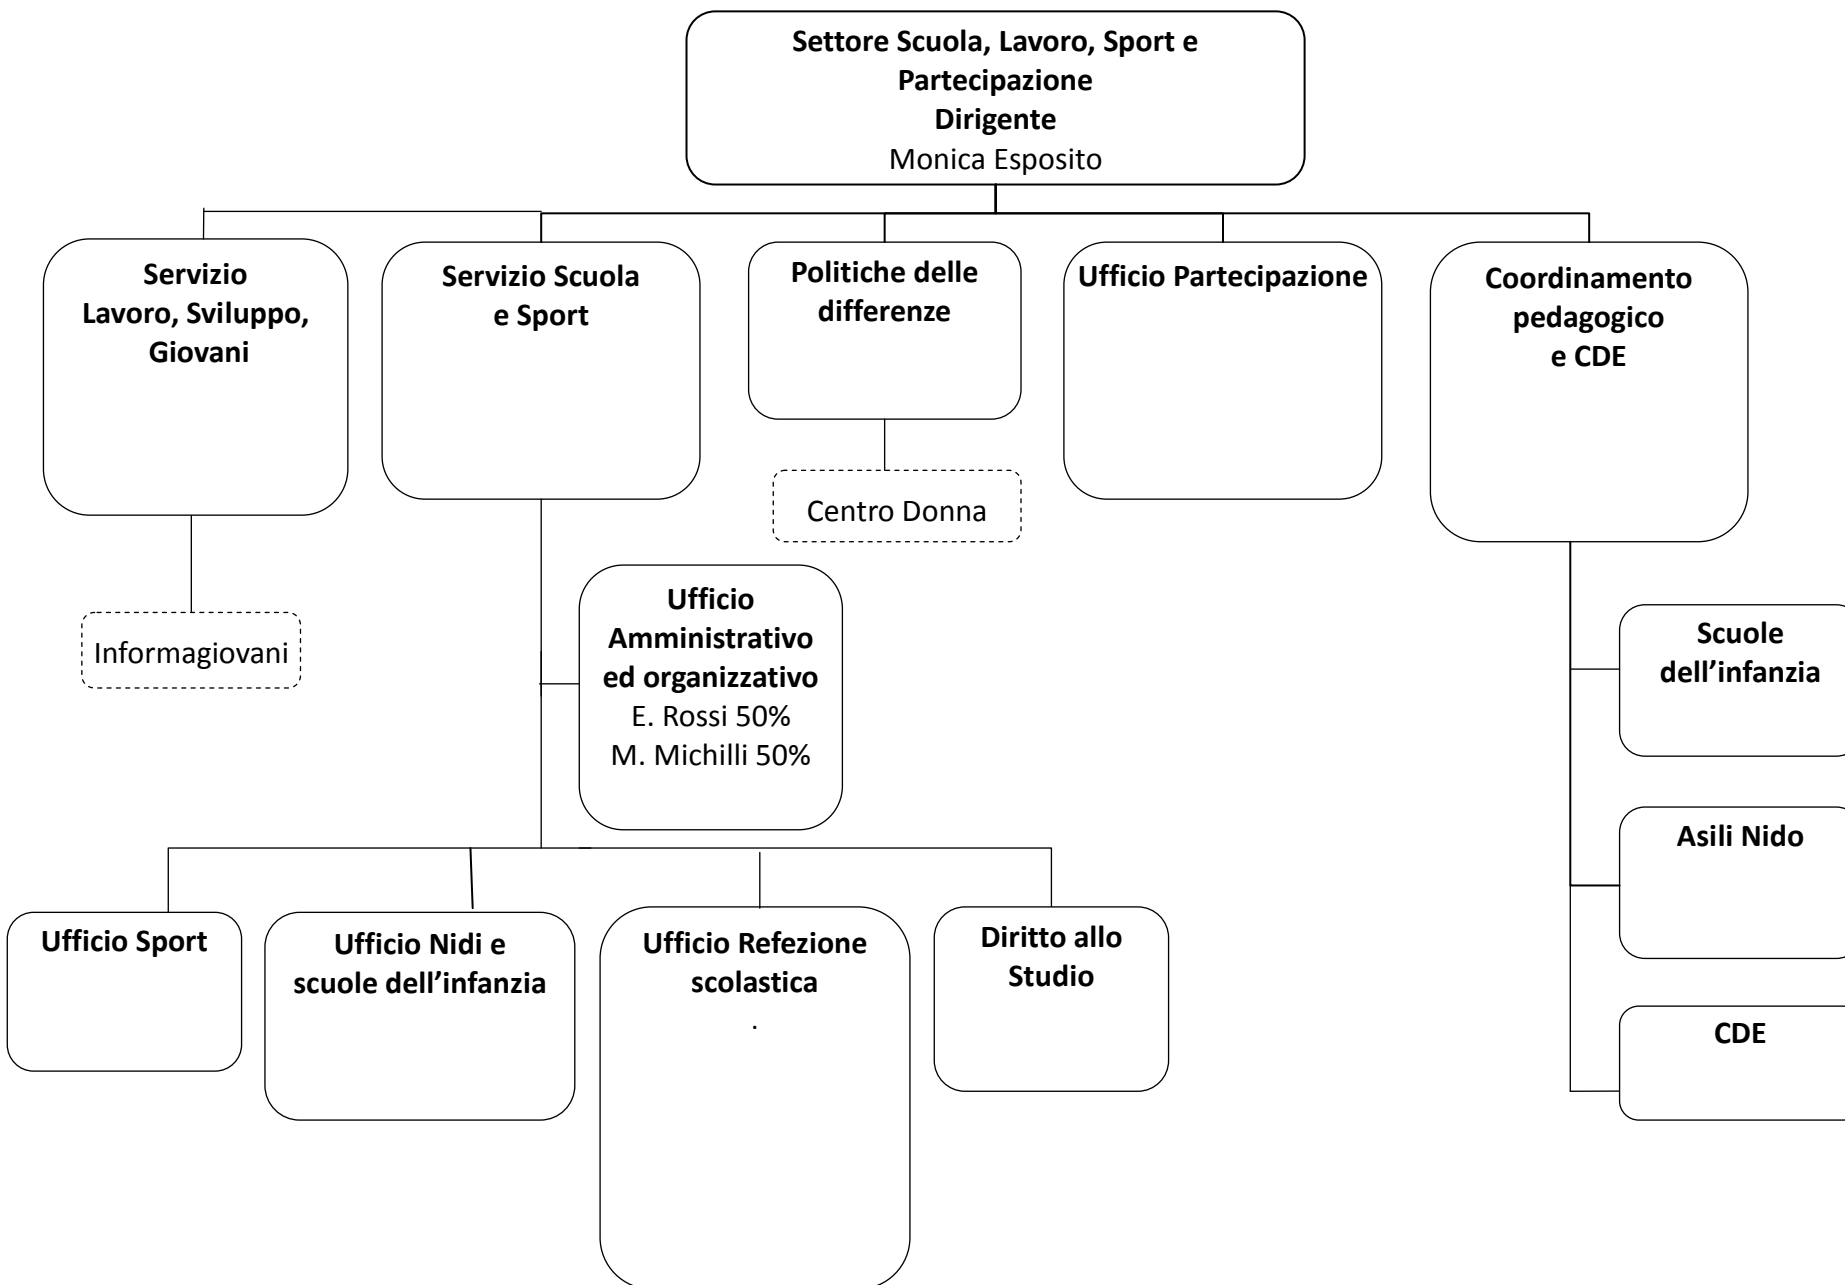 Settore Scuola, Lavoro, Sport e
Partecipazione
Dirigente
Monica Esposito
Servizio
Lavoro, Sviluppo,
Giovani
Servizio Scuola
e Sport
Politiche delle
differenze
Ufficio Partecipazione
Coordinamento
pedagogico
e CDE
Centro Donna
Informagiovani
Ufficio
Amministrativo
ed organizzativo
E. Rossi 50%
M. Michilli 50%
Scuole
dell’infanzia
Asili Nido
CDE
Ufficio Sport
Ufficio Nidi e
scuole dell’infanzia
Ufficio Refezione
scolastica
.
Diritto allo
Studio